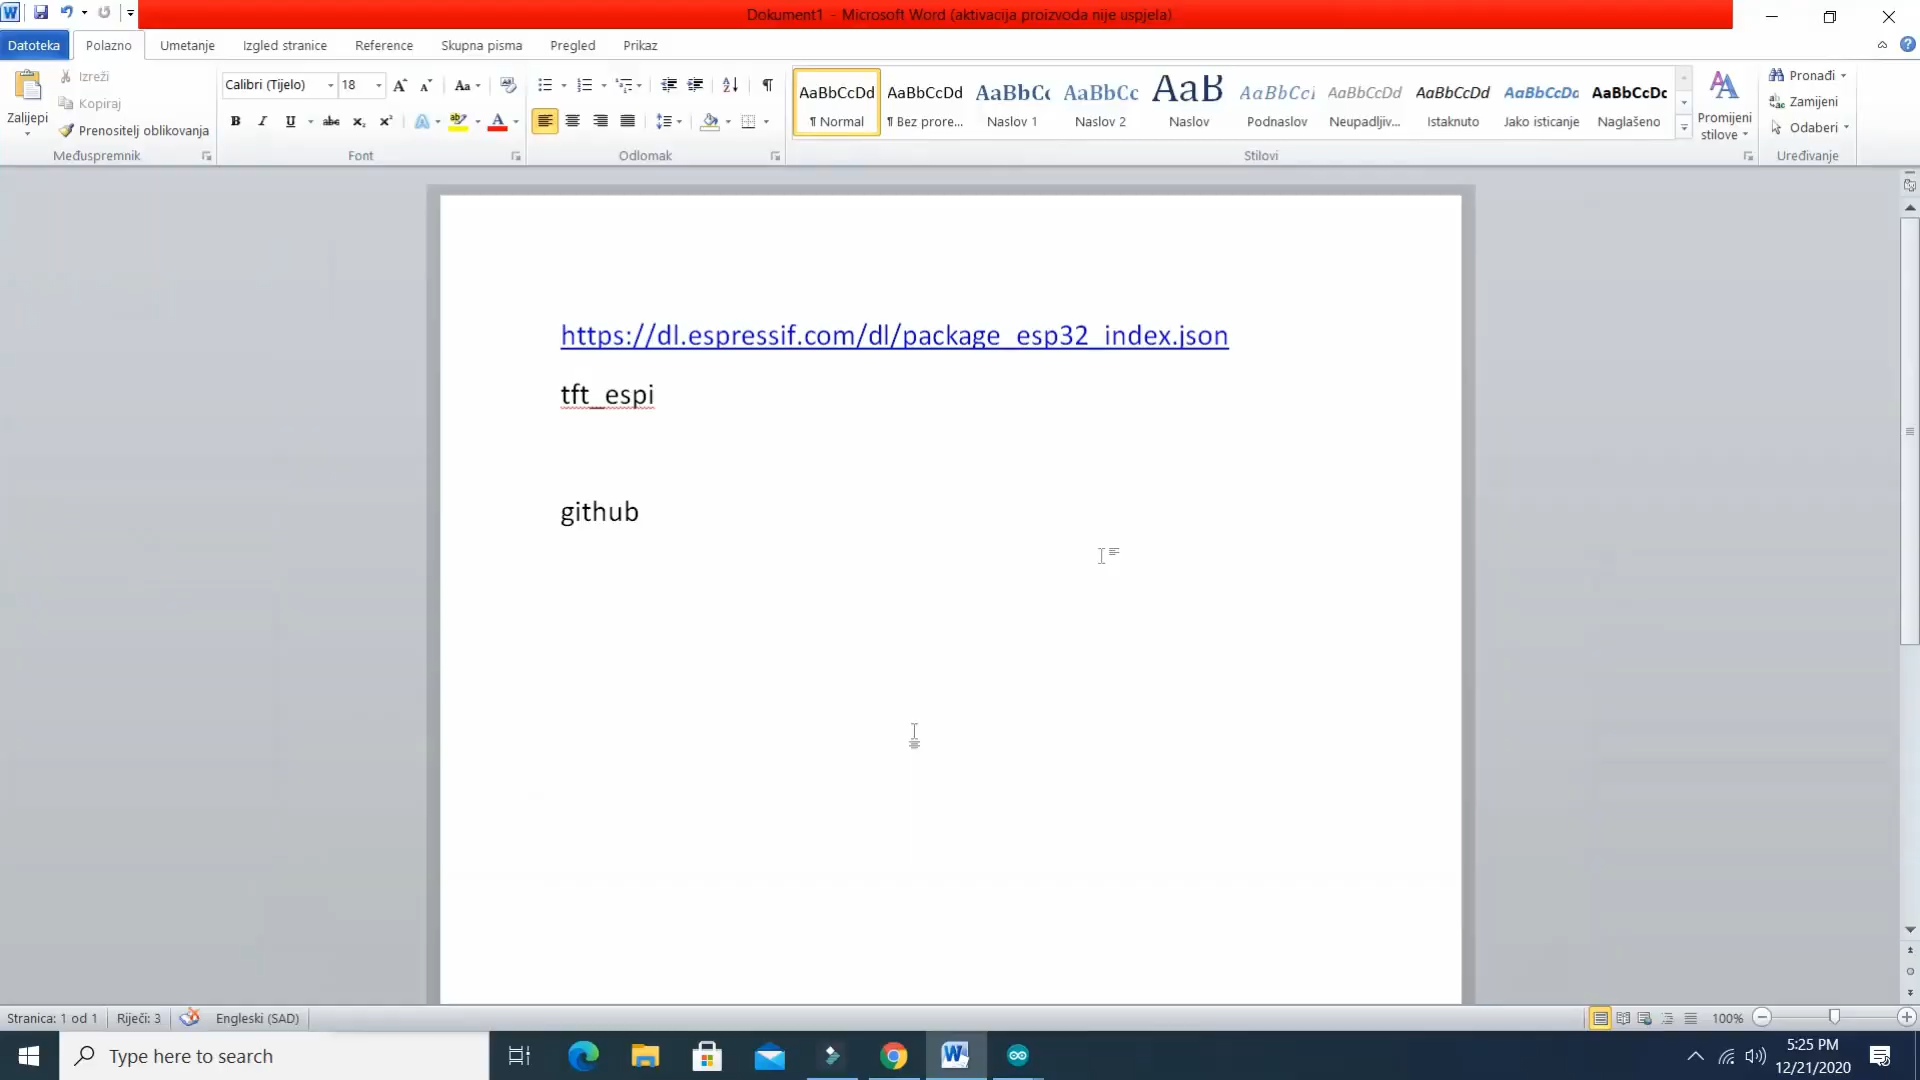 Dokument1 - Microsoft Word (aktivacija proizvoda nije uspjela)
Datoteka Polazno Umetanje Izgled stranice Reference Skupna pisma Pregled Prikaz
Zalijepi
Izreži
Kopiraj
Prenositelj oblikovanja
Međuspremnik
Calibri (Tijelo) 18
Font
Odlomak
AaBbCcDd AaBbCcDd AaBbCc AaBbCc AaB AaBbCcI AaBbCcDd AaBbCcDd AaBbCcDd AaBbCcDc
¶ Normal ¶ Bez prore... Naslov 1 Naslov 2 Naslov Podnaslov Neupadljiv... Istaknuto Jako isticanje Naglašeno
Stilovi
Promijeni
stilove
Pronađi
Zamijeni
Odaberi
Uređivanje
https://dl.espressif.com/dl/package_esp32_index.json
tft_espi
github
Stranica: 1 od 1 Riječi: 3 Engleski (SAD) 100%
Type here to search
5:25 PM
12/21/2020